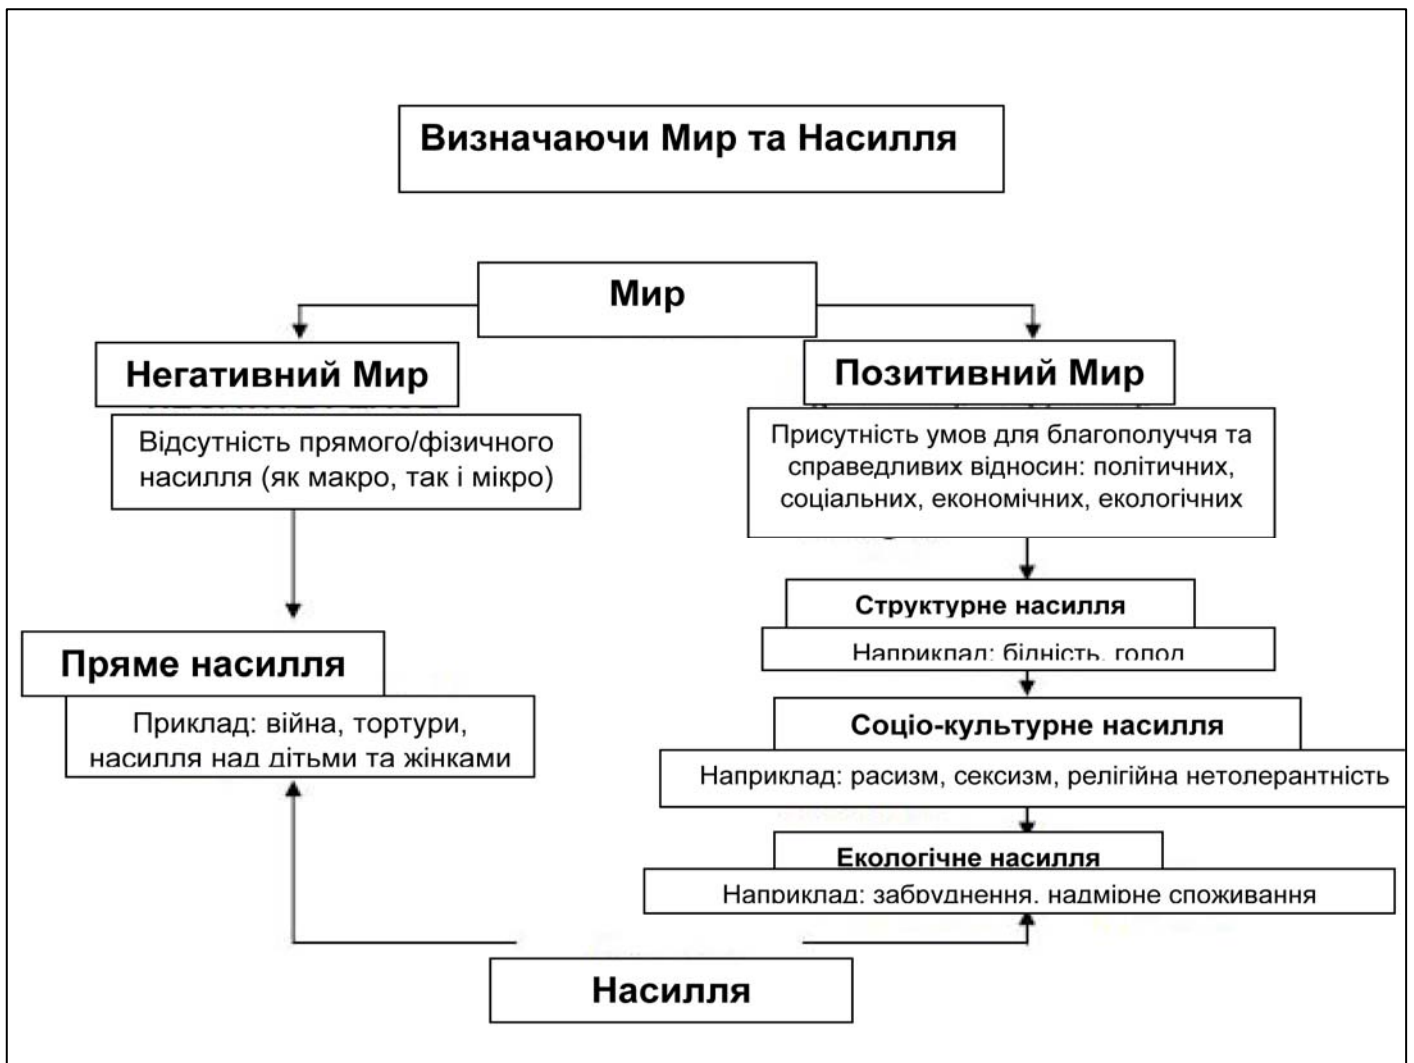 Визначаючи Мир та Насилля
Мир
Негативний Мир
Відсутність прямого/фізичного
насилля (як макро, так і мікро)
Позитивний Мир
Присутність умов для благополуччя та
справедливих відносин: політичних,
соціальних, економічних, екологічних
Пряме насилля
Приклад: війна, тортури,
насилля над дітьми та жінками
Структурне насилля
Наприклад: бідність, голод
Соціо-культурне насилля
Наприклад: расизм, сексизм, релігійна нетолерантність
Екологічне насилля
Наприклад: забруднення, надмірне споживання
Насилля